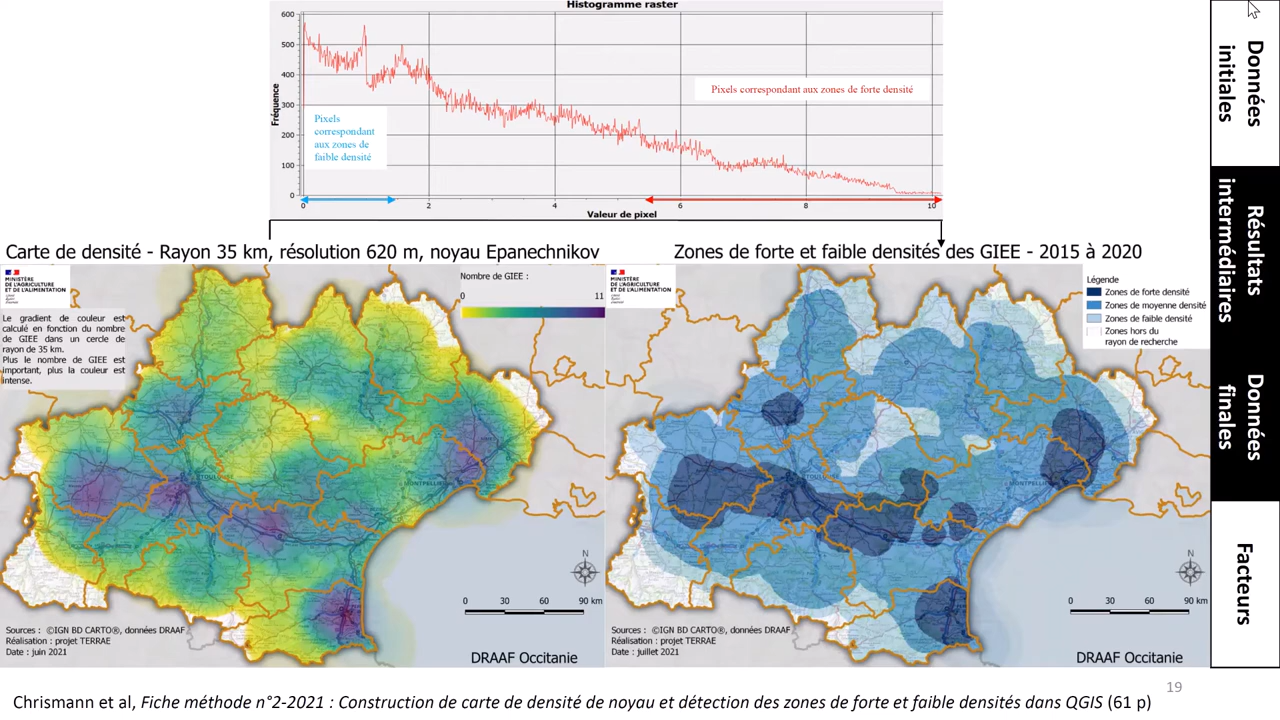 Histogramme raster
600
500
400
300
200
100
0
Fréquence
Pixels
correspondant
aux zones de
faible densité
Pixels correspondant aux zones de forte densité
0 2 4 6 8 10
Valeur de pixel
Carte de densité - Rayon 35 km, résolution 620 m, noyau Epanechnikov
MINISTÈRE
DE L'AGRICULTURE
ET DE L'ALIMENTATION
Le gradient de couleur est
calculé en fonction du nombre
de GIEE dans un cercle de
rayon de 35 km.
Plus le nombre de GIEE est
important, plus la couleur est
intense.
Nombre de GIEE :
0 11
TOULOUSE
MONTPELLIER
N
0 30 60 90 km
Sources : ©IGN BD CARTO®, données DRAAF
Réalisation : projet TERRAE
Date : juin 2021
DRAAF Occitanie
Zones de forte et faible densités des GIEE - 2015 à 2020
MINISTÈRE
DE L'AGRICULTURE
ET DE L'ALIMENTATION
Légende
Zones de forte densité
Zones de moyenne densité
Zones de faible densité
Zones hors du
rayon de recherche
TOULOUSE
MONTPELLIER
N
0 30 60 90 km
Sources : ©IGN BD CARTO®, données DRAAF
Réalisation : projet TERRAE
Date : juillet 2021
DRAAF Occitanie
Données
initiales
Résultats
intermédiaires
Données
finales
Facteurs
19
Chrismann et al, Fiche méthode n°2-2021 : Construction de carte de densité de noyau et détection des zones de forte et faible densités dans QGIS (61 p)